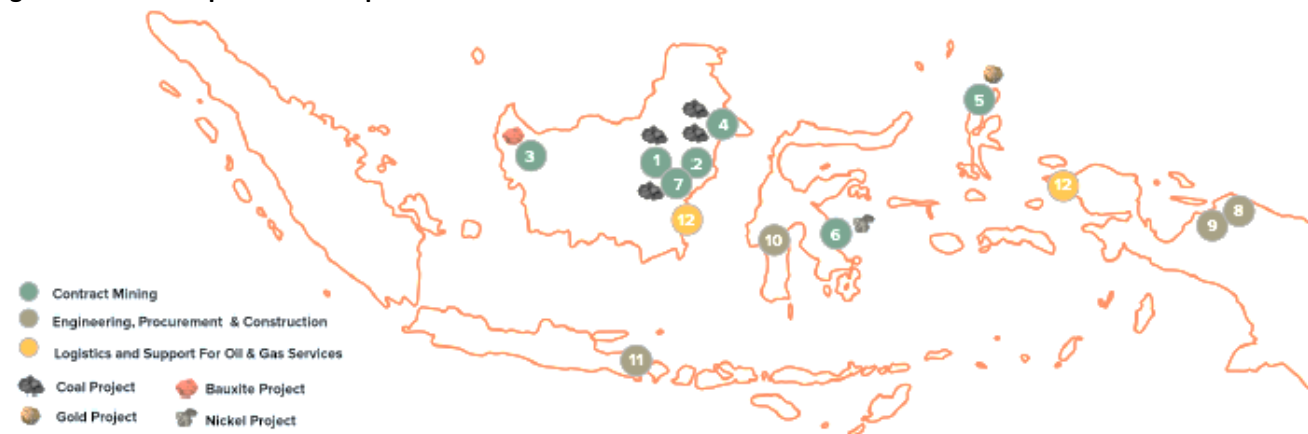 5
4
3
1
.2
7
12
12
8
9
10
6
Contract Mining
Engineering, Procurement & Construction
Logistics and Support For Oil & Gas Services
11
Coal Project
Bauxite Project
Gold Project
Nickel Project